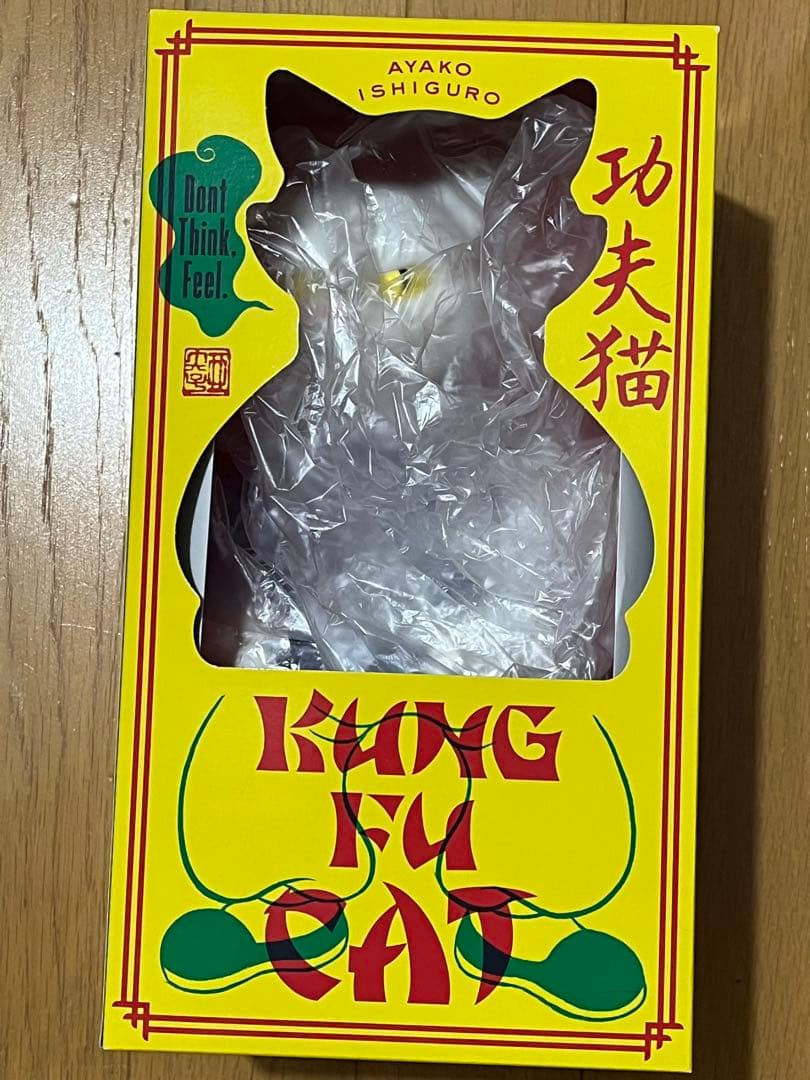 AYAKO
ISHIGURO
Dont
Think.
Feel.
功夫猫
KUNG
FU
CAT